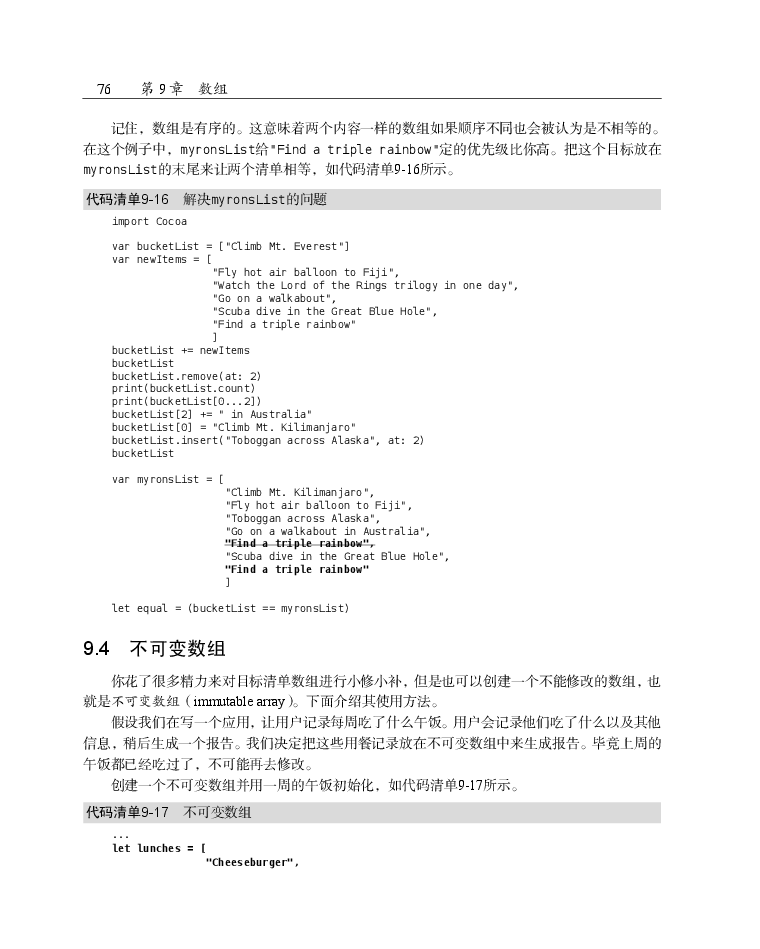 76 第9章 数组
记住，数组是有序的。这意味着两个内容一样的数组如果顺序不同也会被认为是不相等的。
在这个例子中，myronsList给"Find a triple rainbow"定的优先级比你高。把这个目标放在
myronsList的末尾来让两个清单相等，如代码清单9-16所示。
代码清单9-16 解决myronsList的问题
import Cocoa
var bucketList = ["Climb Mt. Everest"]
var newItems = [
"Fly hot air balloon to Fiji",
"Watch the Lord of the Rings trilogy in one day",
"Go on a walkabout",
"Scuba dive in the Great Blue Hole",
"Find a triple rainbow"
]
bucketList += newItems
bucketList
bucketList.remove(at: 2)
print(bucketList.count)
print(bucketList[0...2])
bucketList[2] += " in Australia"
bucketList[0] = "Climb Mt. Kilimanjaro"
bucketList.insert("Toboggan across Alaska", at: 2)
bucketList
var myronsList = [
"Climb Mt. Kilimanjaro",
"Fly hot air balloon to Fiji",
"Toboggan across Alaska",
"Go on a walkabout in Australia",
"Find a triple rainbow",
"Scuba dive in the Great Blue Hole",
"Find a triple rainbow"
]
let equal = (bucketList == myronsList)
9.4 不可变数组
你花了很多精力来对目标清单数组进行小修小补，但是也可以创建一个不能修改的数组，也
就是不可变数组（immutable array）。下面介绍其使用方法。
假设我们在写一个应用，让用户记录每周吃了什么午饭。用户会记录他们吃了什么以及其他
信息，稍后生成一个报告。我们决定把这些用餐记录放在不可变数组中来生成报告。毕竟上周的
午饭都已经吃过了，不可能再去修改。
创建一个不可变数组并用一周的午饭初始化，如代码清单9-17所示。
代码清单9-17 不可变数组
...
let lunches = [
"Cheeseburger",